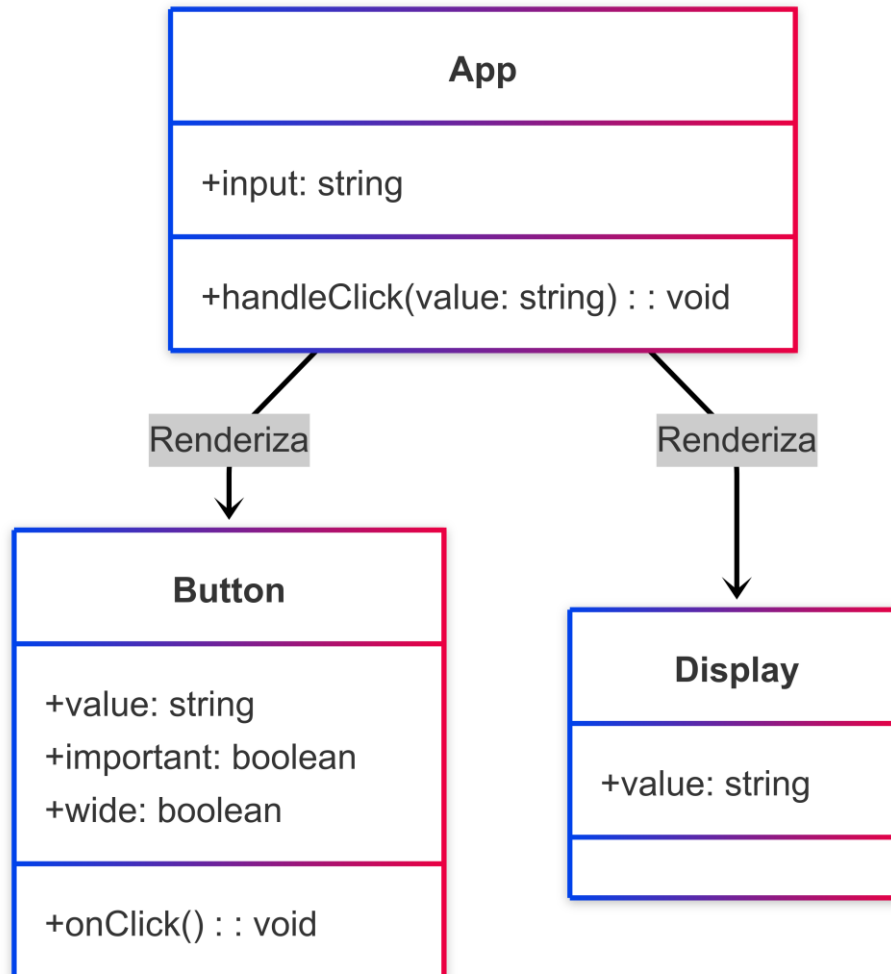 App
+input: string
+handleClick(value: string) : : void
Renderiza
Renderiza
Button
+value: string
+important: boolean
+wide: boolean
+onClick() : : void
Display
+value: string